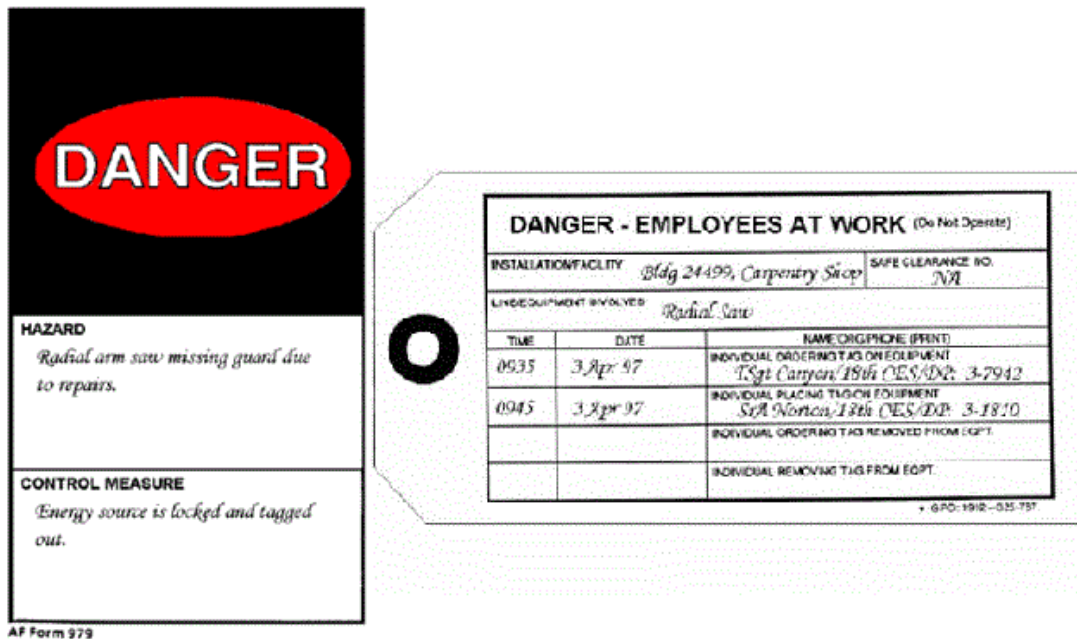 DANGER
HAZARD
Radial arm saw missing guard due
to repairs.
CONTROL MEASURE
Energy source is locked and tagged
out.
AF Form 979
DANGER - EMPLOYEES AT WORK (Do Not Operate)
INSTALLATION/FACILITY Bldg 24499, Carpentry Shop SAFE CLEARANCE NO. NA
LINE/EQUIPMENT INVOLVED Radial Saw
TIME DATE NAME/ORG/PHONE (PRINT)
INDIVIDUAL ORDERING TAG ON EQUIPMENT
0935 3 Apr 97 TSgt Canyon/18th CES/DP: 3-7942
INDIVIDUAL PLACING TAG ON EQUIPMENT
0945 3 Apr 97 SrA Norton/18th CES/DP: 3-1810
INDIVIDUAL ORDERING TAG REMOVED FROM EQPT.
INDIVIDUAL REMOVING TAG FROM EQPT.
GPO: